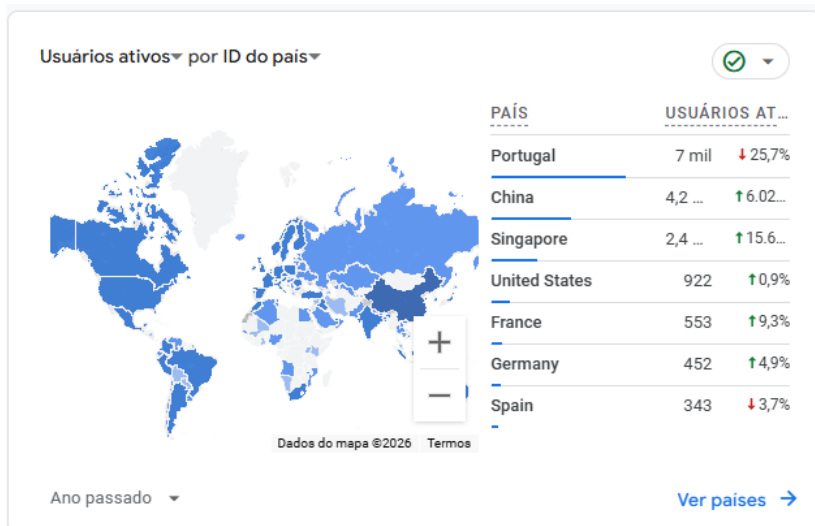 Usuários ativos por ID do país
PAÍS USUÁRIOS AT...
Portugal 7 mil ↓ 25,7%
China 4,2 ... ↑ 6.02...
Singapore 2,4 ... ↑ 15.6...
United States 922 ↑ 0,9%
France 553 ↑ 9,3%
Germany 452 ↑ 4,9%
Spain 343 ↓ 3,7%
+
−
Dados do mapa ©2026 Termos
Ano passado
Ver países →